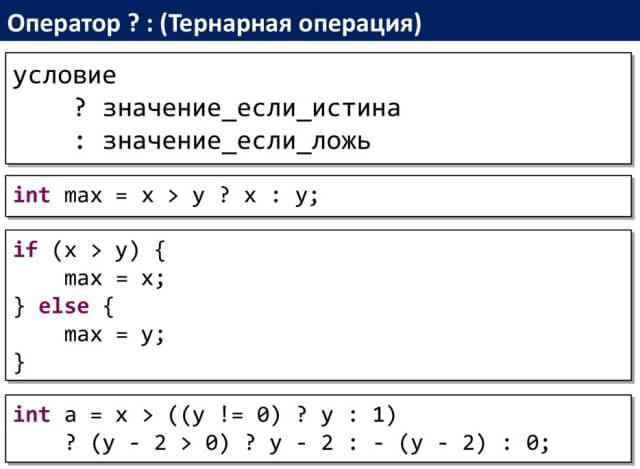 Оператор ? : (Тернарная операция)
условие
    ? значение_если_истина
    : значение_если_ложь
int max = x > y ? x : y;
if (x > y) {
    max = x;
} else {
    max = y;
}
int a = x > ((y != 0) ? y : 1)
    ? (y - 2 > 0) ? y - 2 : - (y - 2) : 0;